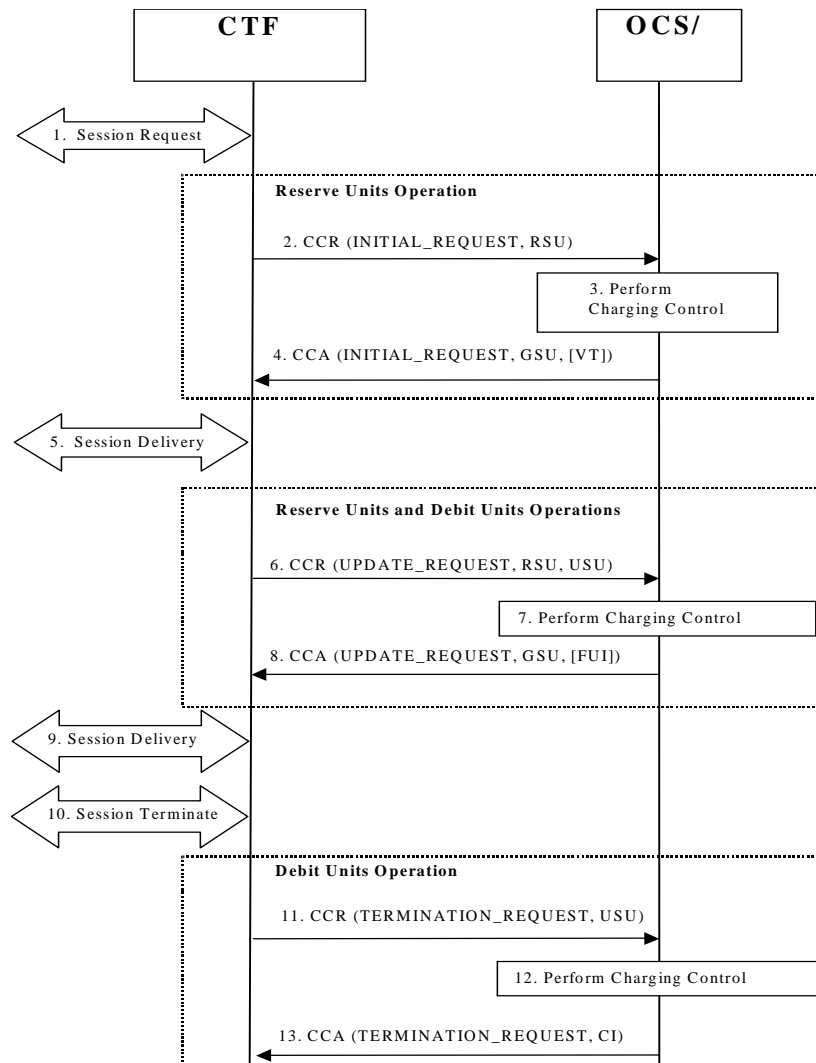 CTF
OCS/
1. Session Request
Reserve Units Operation
2. CCR (INITIAL_REQUEST, RSU)
3. Perform
Charging Control
4. CCA (INITIAL_REQUEST, GSU, [VT])
5. Session Delivery
Reserve Units and Debit Units Operations
6. CCR (UPDATE_REQUEST, RSU, USU)
7. Perform Charging Control
8. CCA (UPDATE_REQUEST, GSU, [FUI])
9. Session Delivery
10. Session Terminate
Debit Units Operation
11. CCR (TERMINATION_REQUEST, USU)
12. Perform Charging Control
13. CCA (TERMINATION_REQUEST, CI)